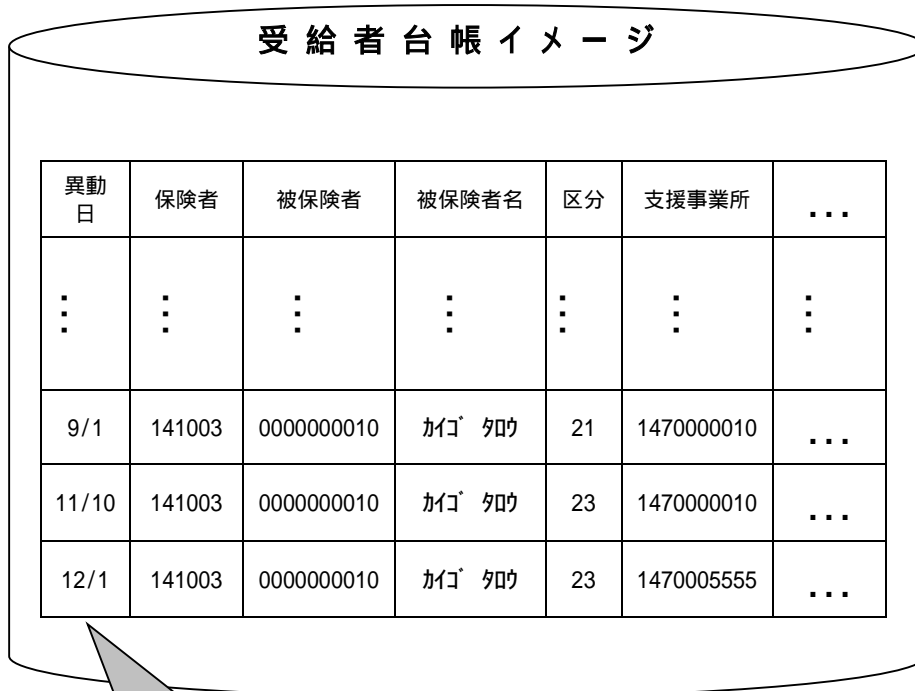 受給者台帳イメージ
異動日 保険者 被保険者 被保険者名 区分 支援事業所 ...
⋮ ⋮ ⋮ ⋮ ⋮ ⋮ ⋮
9/1 141003 0000000010 ｶｲｺﾞ ﾀﾛｳ 21 1470000010 ...
11/10 141003 0000000010 ｶｲｺﾞ ﾀﾛｳ 23 1470000010 ...
12/1 141003 0000000010 ｶｲｺﾞ ﾀﾛｳ 23 1470005555 ...